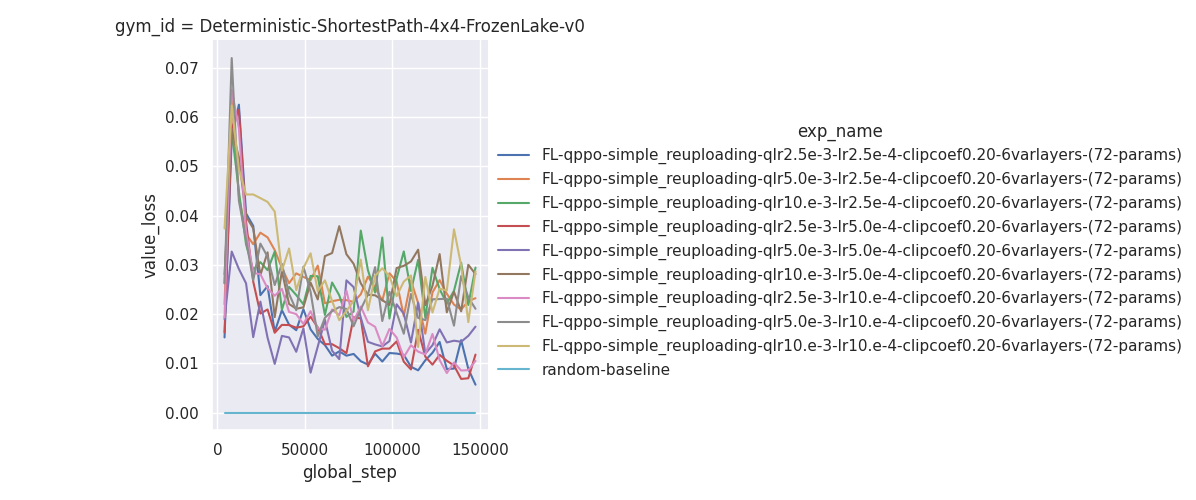 gym_id = Deterministic-ShortestPath-4x4-FrozenLake-v0
0.07
0.06
0.05
0.04
0.03
0.02
0.01
0.00
value_loss
0
50000
100000
150000
global_step
exp_name
FL-qppo-simple_reuploading-qlr2.5e-3-lr2.5e-4-clipcoef0.20-6varlayers-(72-params)
FL-qppo-simple_reuploading-qlr5.0e-3-lr2.5e-4-clipcoef0.20-6varlayers-(72-params)
FL-qppo-simple_reuploading-qlr10.e-3-lr2.5e-4-clipcoef0.20-6varlayers-(72-params)
FL-qppo-simple_reuploading-qlr2.5e-3-lr5.0e-4-clipcoef0.20-6varlayers-(72-params)
FL-qppo-simple_reuploading-qlr5.0e-3-lr5.0e-4-clipcoef0.20-6varlayers-(72-params)
FL-qppo-simple_reuploading-qlr10.e-3-lr5.0e-4-clipcoef0.20-6varlayers-(72-params)
FL-qppo-simple_reuploading-qlr2.5e-3-lr10.e-4-clipcoef0.20-6varlayers-(72-params)
FL-qppo-simple_reuploading-qlr5.0e-3-lr10.e-4-clipcoef0.20-6varlayers-(72-params)
FL-qppo-simple_reuploading-qlr10.e-3-lr10.e-4-clipcoef0.20-6varlayers-(72-params)
random-baseline